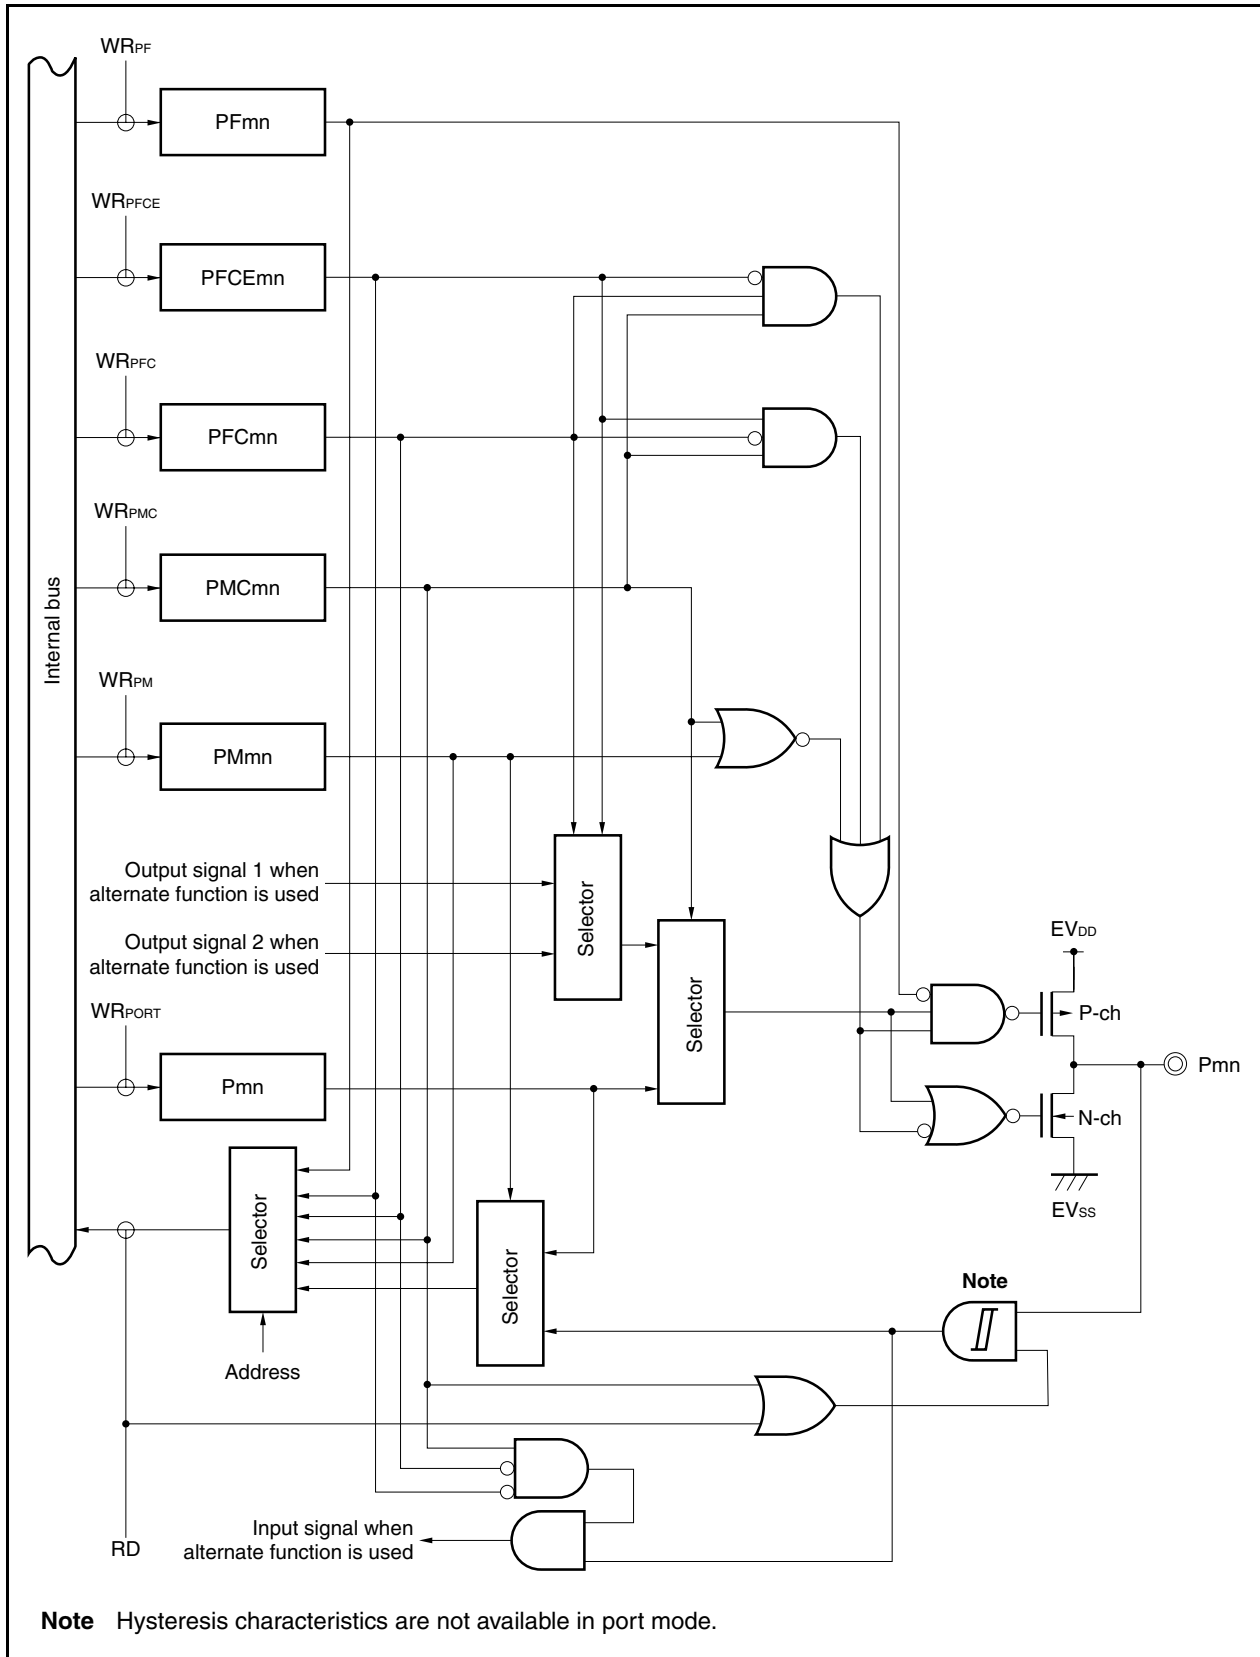 WRPF
PFmn
WRPFCE
PFCEmn
WRPFC
PFCmn
WRPMC
PMCmn
Internal bus
WRPM
PMmn
Output signal 1 when
alternate function is used
Selector
Output signal 2 when
alternate function is used
Selector
EVDD
P-ch
WRPORT
Pmn
Pmn
N-ch
EVSS
Selector
Selector
Note
Address
RD
Input signal when
alternate function is used
Note Hysteresis characteristics are not available in port mode.